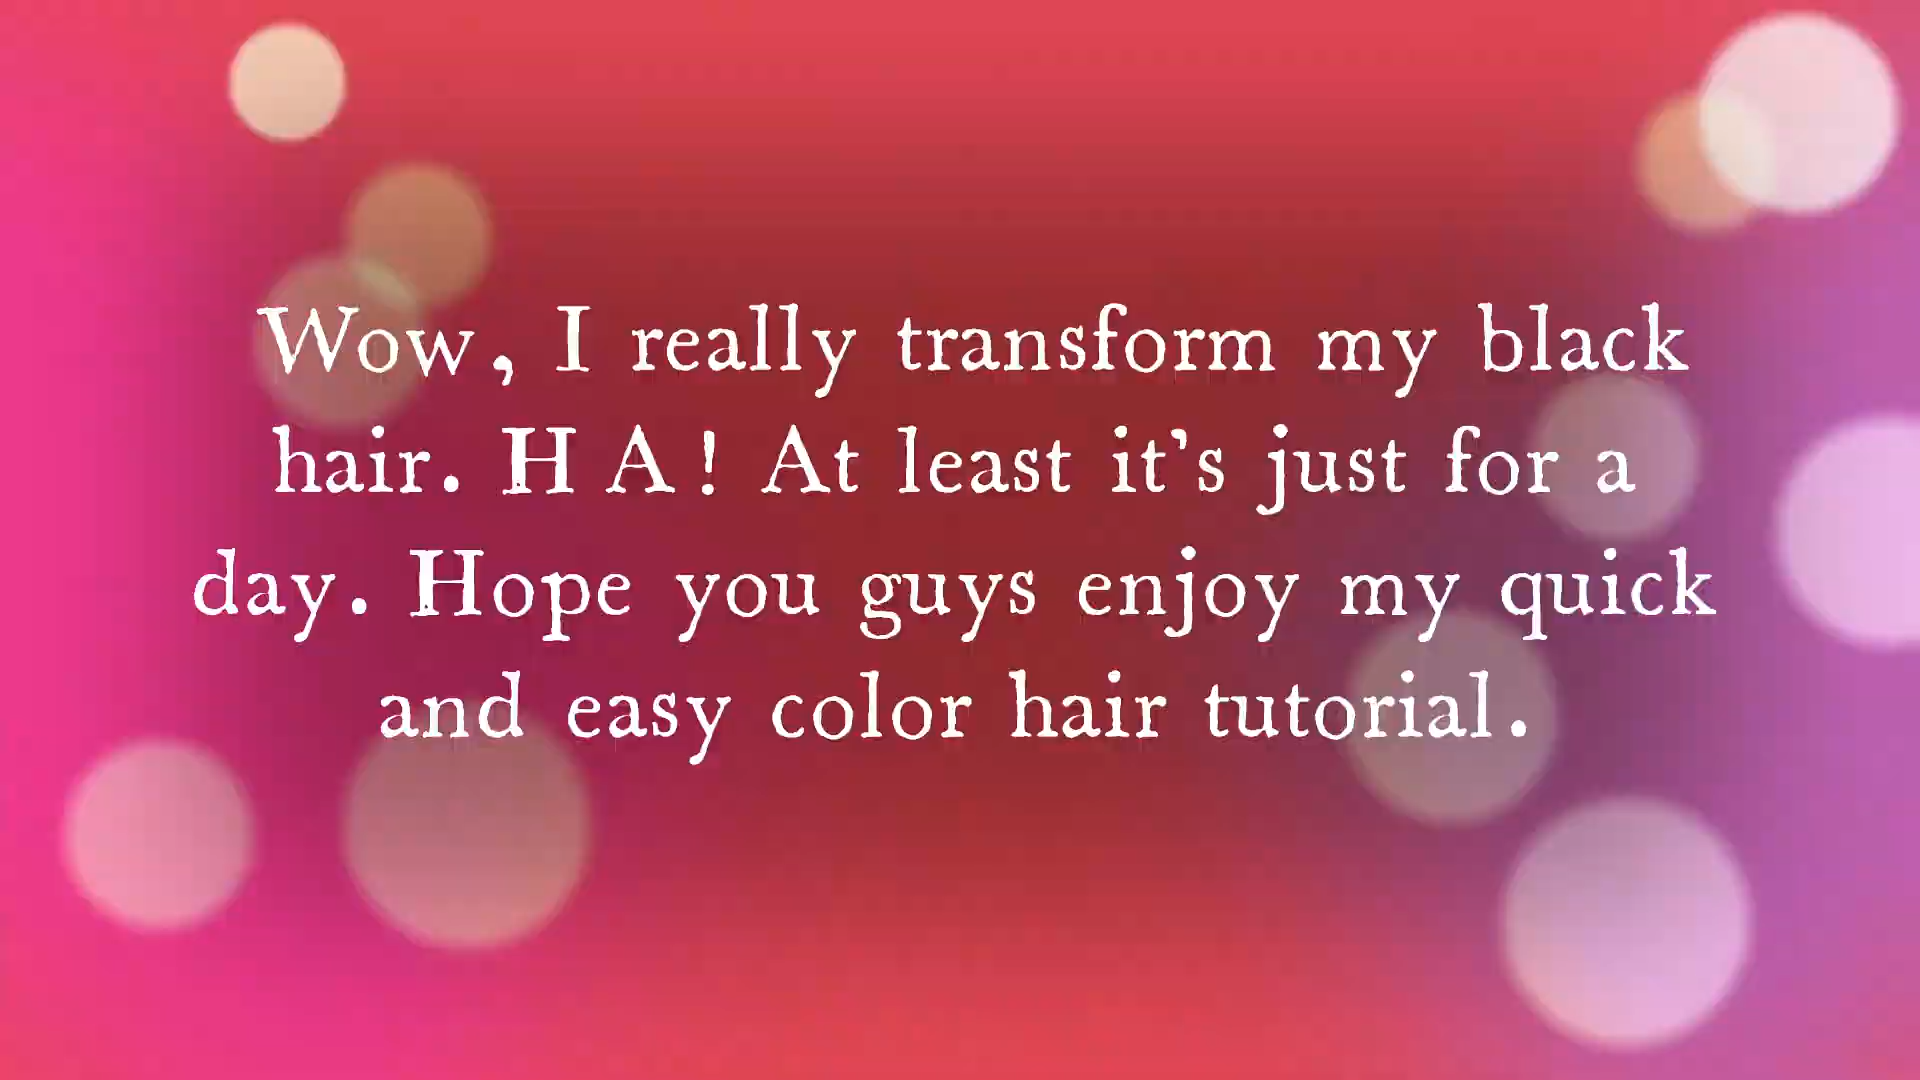 Wow, I really transform my black
hair. H A! At least it's just for a
day. Hope you guys enjoy my quick
and easy color hair tutorial.